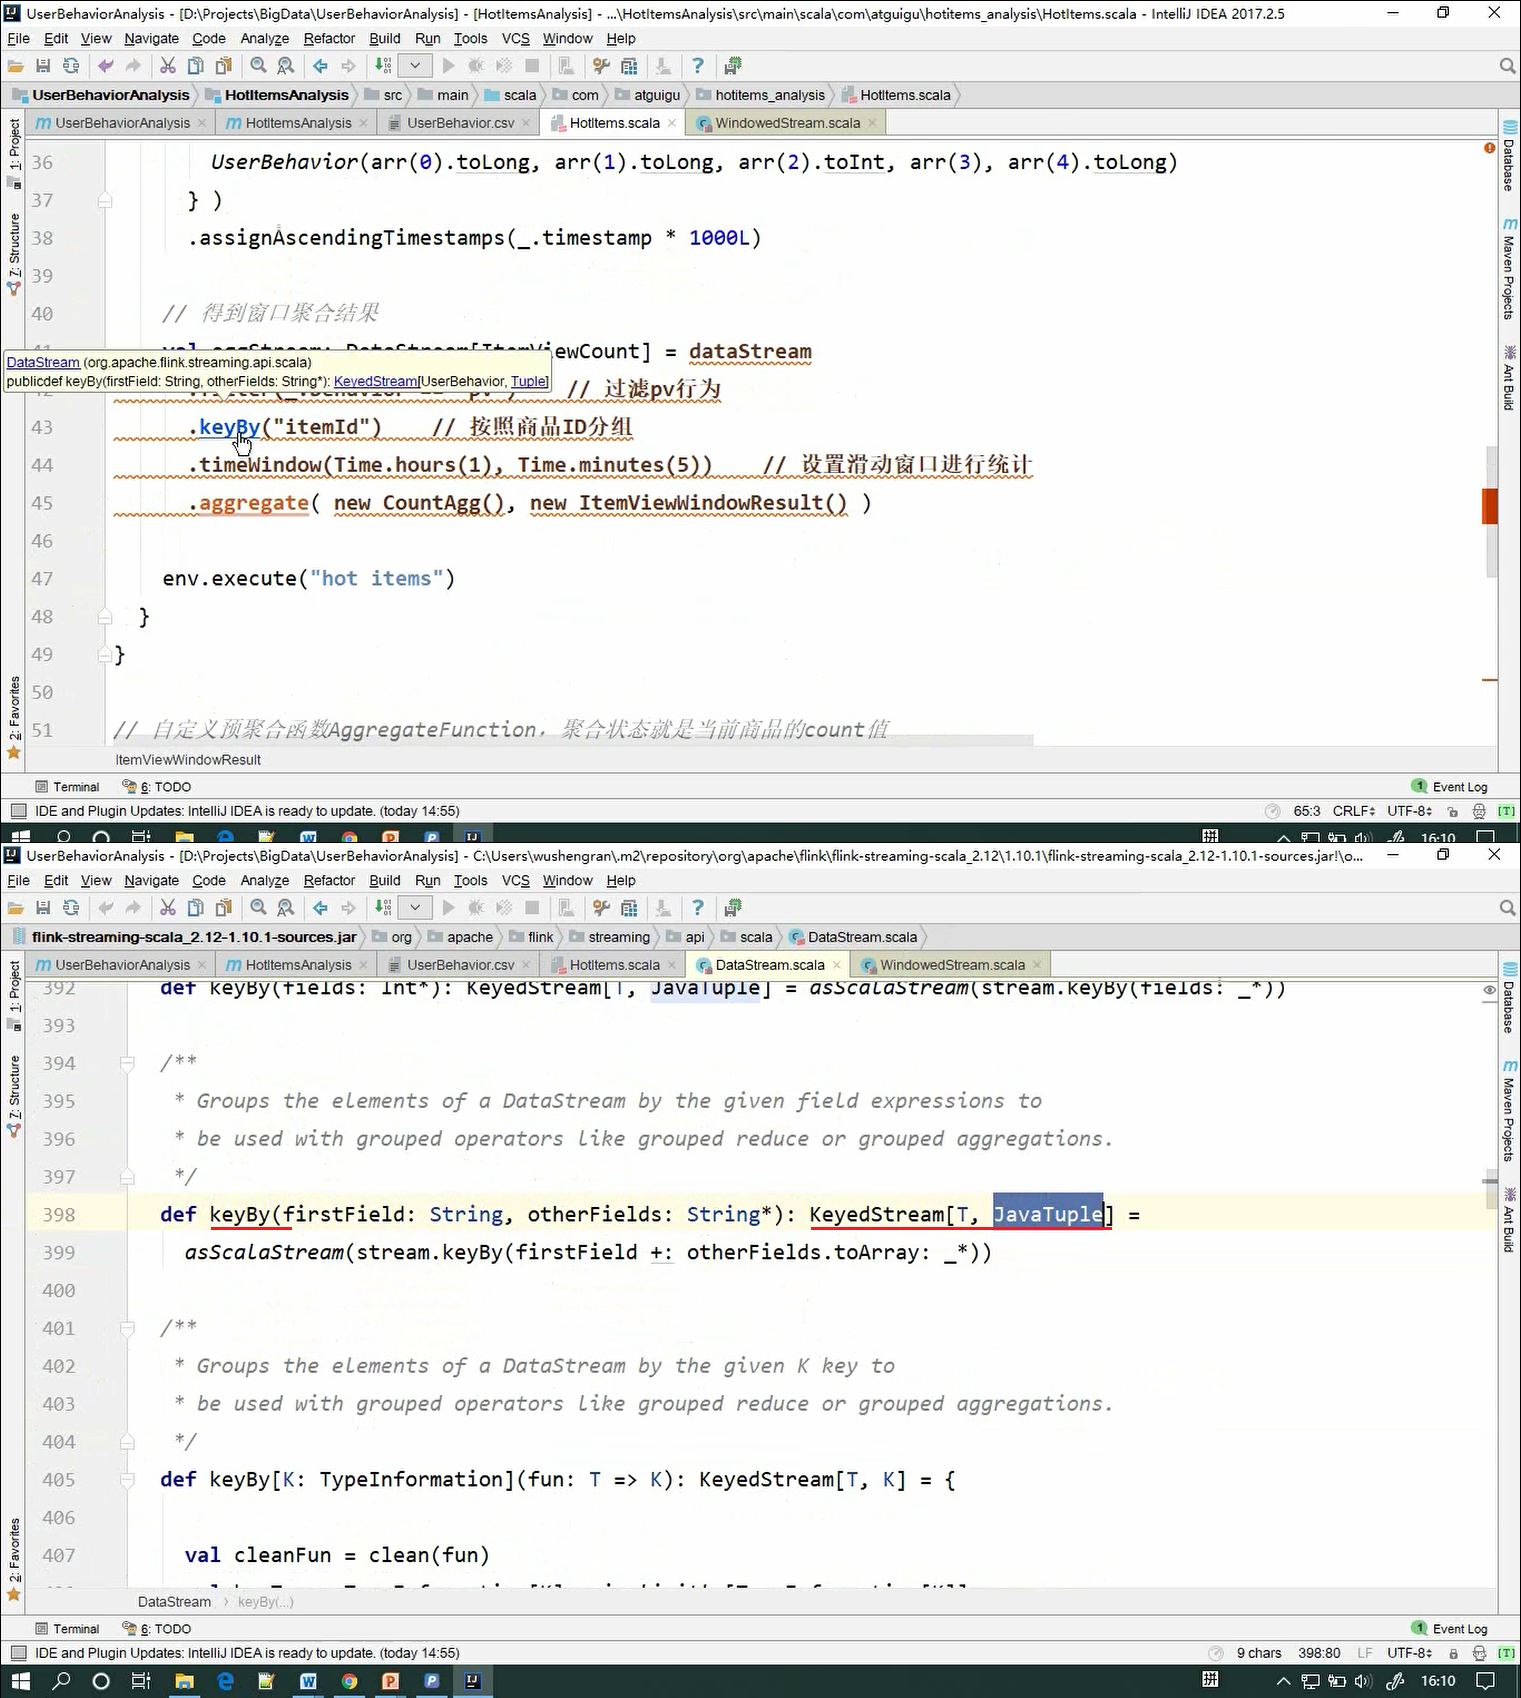 UserBehaviorAnalysis - [D:\Projects\BigData\UserBehaviorAnalysis] - [HotItemsAnalysis] - ...\HotItemsAnalysis\src\main\scala\com\atguigu\hotitems_analysis\HotItems.scala - IntelliJ IDEA 2017.2.5
File Edit View Navigate Code Analyze Refactor Build Run Tools VCS Window Help
UserBehaviorAnalysis HotItemsAnalysis src main scala com atguigu hotitems_analysis HotItems.scala
UserBehaviorAnalysis HotItemsAnalysis UserBehavior.csv HotItems.scala WindowedStream.scala
1: Project
7: Structure
2: Favorites
Database
Maven Projects
Ant Build
36 UserBehavior(arr(0).toLong, arr(1).toLong, arr(2).toInt, arr(3), arr(4).toLong)
37 } )
38 .assignAscendingTimestamps(_.timestamp * 1000L)
39
40 // 得到窗口聚合结果
ViewCount] = dataStream
DataStream (org.apache.flink.streaming.api.scala)
publicdef keyBy(firstField: String, otherFields: String*): KeyedStream[UserBehavior, Tuple]
// 过滤pv行为
43 .keyBy("itemId") // 按照商品ID分组
44 .timeWindow(Time.hours(1), Time.minutes(5)) // 设置滑动窗口进行统计
45 .aggregate( new CountAgg(), new ItemViewWindowResult() )
46
47 env.execute("hot items")
48 }
49 }
50
51 // 自定义预聚合函数AggregateFunction，聚合状态就是当前商品的count值
ItemViewWindowResult
Terminal 6: TODO Event Log
IDE and Plugin Updates: IntelliJ IDEA is ready to update. (today 14:55) 65:3 CRLF UTF-8 [T]
拼 16:10
UserBehaviorAnalysis - [D:\Projects\BigData\UserBehaviorAnalysis] - C:\Users\wushengran\.m2\repository\org\apache\flink\flink-streaming-scala_2.12\1.10.1\flink-streaming-scala_2.12-1.10.1-sources.jar!\o...
File Edit View Navigate Code Analyze Refactor Build Run Tools VCS Window Help
flink-streaming-scala_2.12-1.10.1-sources.jar org apache flink streaming api scala DataStream.scala
UserBehaviorAnalysis HotItemsAnalysis UserBehavior.csv HotItems.scala DataStream.scala WindowedStream.scala
1: Project
7: Structure
2: Favorites
Database
Maven Projects
Ant Build
392 def keyBy(fields: Int*): KeyedStream[T, JavaTuple] = asScalaStream(stream.keyBy(fields: _*))
393
394 /**
395 * Groups the elements of a DataStream by the given field expressions to
396 * be used with grouped operators like grouped reduce or grouped aggregations.
397 */
398 def keyBy(firstField: String, otherFields: String*): KeyedStream[T, JavaTuple] =
399 asScalaStream(stream.keyBy(firstField +: otherFields.toArray: _*))
400
401 /**
402 * Groups the elements of a DataStream by the given K key to
403 * be used with grouped operators like grouped reduce or grouped aggregations.
404 */
405 def keyBy[K: TypeInformation](fun: T => K): KeyedStream[T, K] = {
406
407 val cleanFun = clean(fun)
DataStream keyBy(...)
Terminal 6: TODO Event Log
IDE and Plugin Updates: IntelliJ IDEA is ready to update. (today 14:55) 9 chars 398:80 LF UTF-8 [T]
拼 16:10